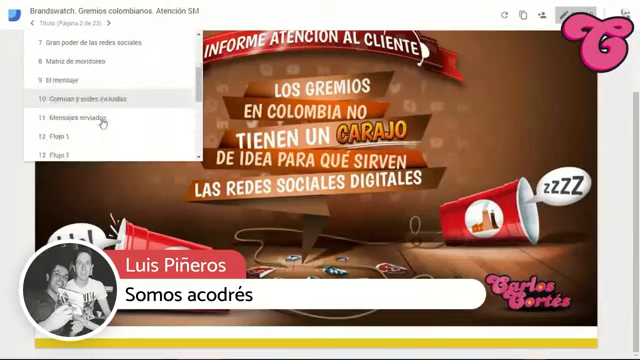 Brandswatch. Gremios colombianos. Atención SM
Título (Página 2 de 23)
7 Gran poder de las redes sociales
8 Matriz de monitoreo
9 El mensaje
10 Gremian y sedes incluidas
11 Mensajes enviados
12 Flujo 1
12 Flujo 2
INFORME ATENCIÓN AL CLIENTE
LOS GREMIOS
EN COLOMBIA NO
TIENEN UN CARAJO
DE IDEA PARA QUÉ SIRVEN
LAS REDES SOCIALES DIGITALES
zzZZ
Luis Piñeros
Somos acodrés
Carlos
Cortés